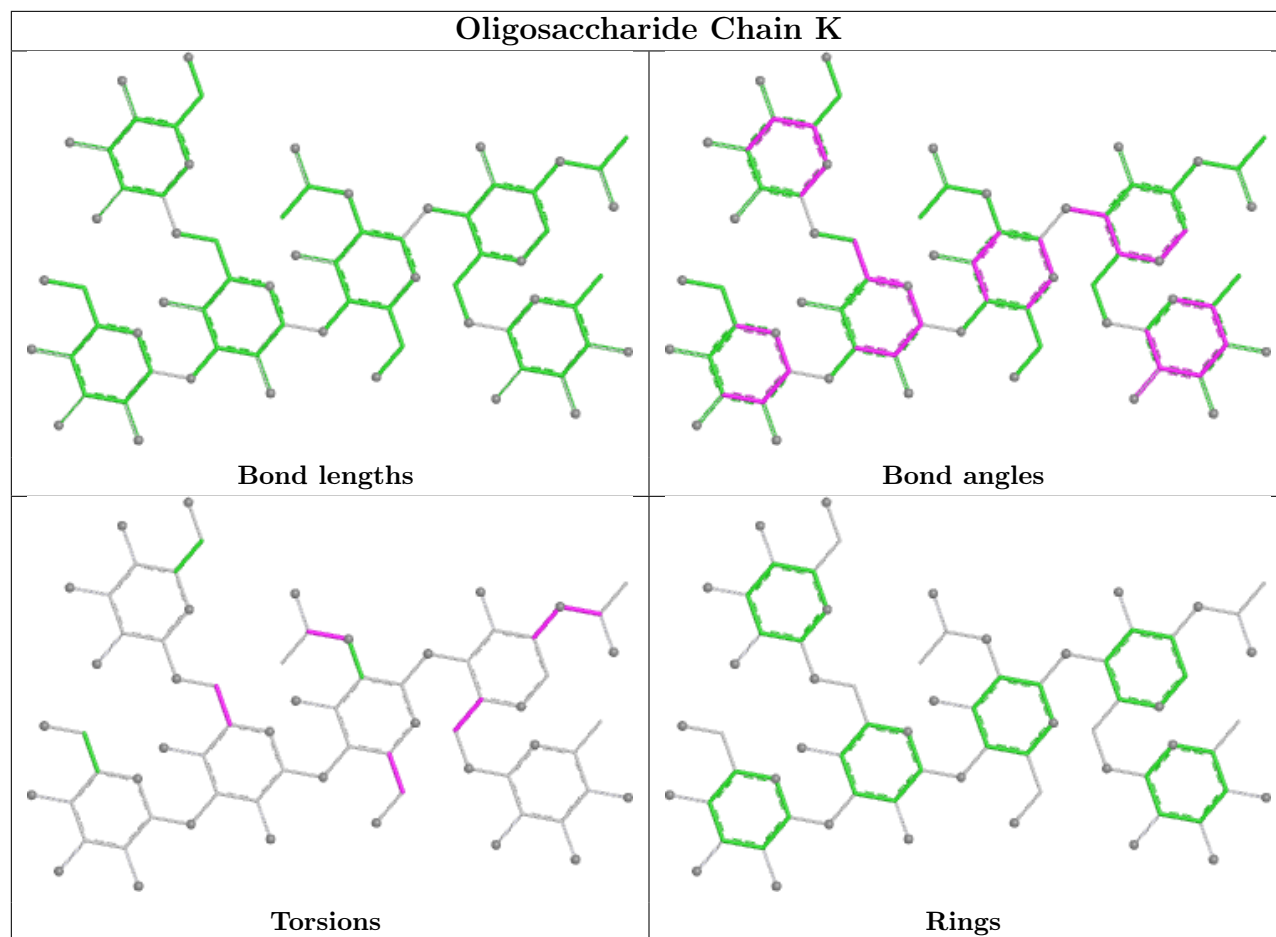 Oligosaccharide Chain K
Bond lengths
Bond angles
Torsions
Rings